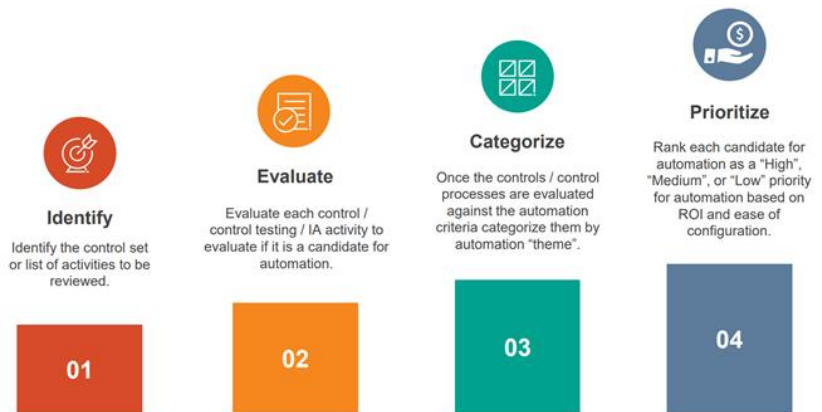 Identify
Identify the control set
or list of activities to be
reviewed.
01
Evaluate
Evaluate each control /
control testing / IA activity to
evaluate if it is a candidate for
automation.
02
Categorize
Once the controls / control
processes are evaluated
against the automation
criteria categorize them by
automation “theme”.
03
Prioritize
Rank each candidate for
automation as a “High”,
“Medium”, or “Low” priority
for automation based on
ROI and ease of
configuration.
04